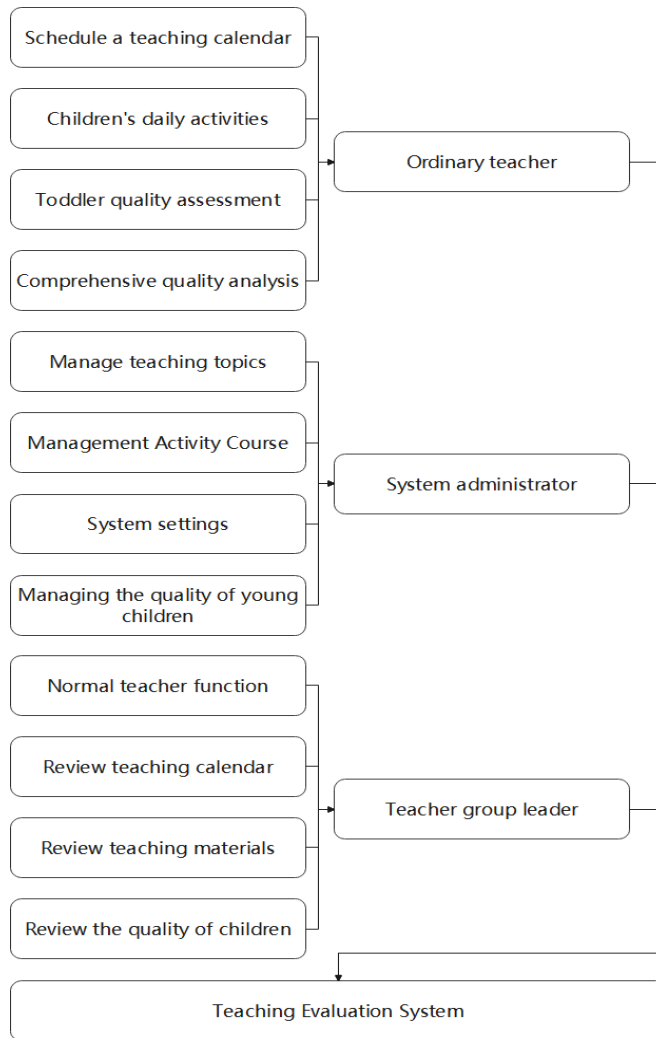 Schedule a teaching calendar
Children's daily activities
Ordinary teacher
Toddler quality assessment
Comprehensive quality analysis
Manage teaching topics
Management Activity Course
System administrator
System settings
Managing the quality of young
children
Normal teacher function
Review teaching calendar
Teacher group leader
Review teaching materials
Review the quality of children
Teaching Evaluation System